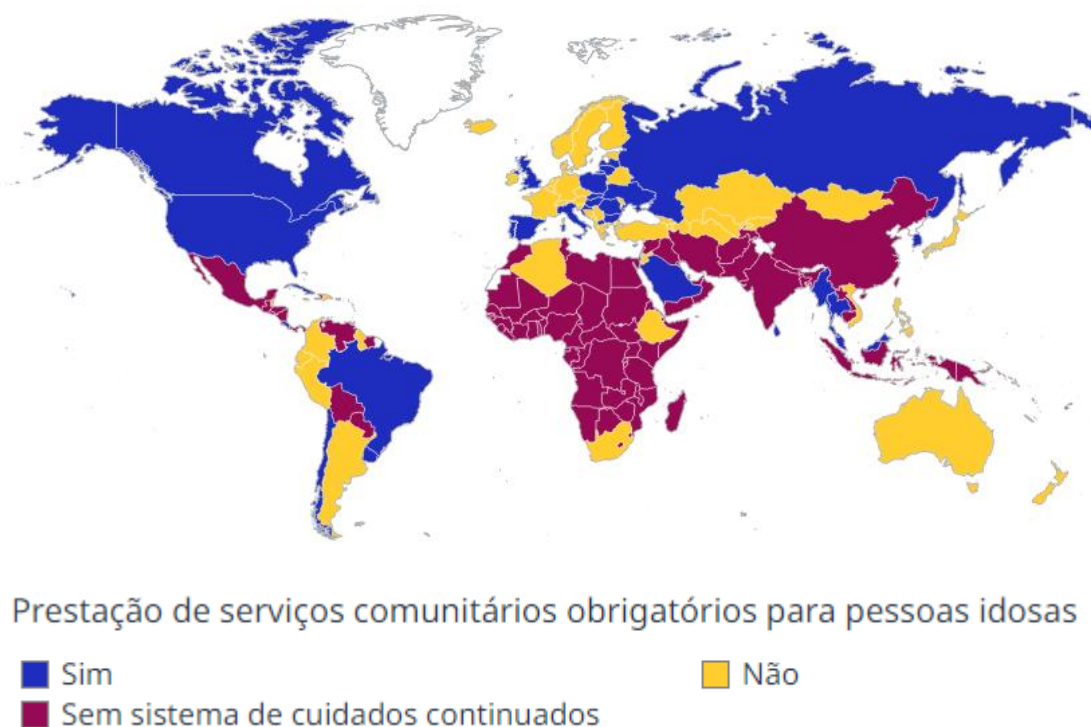 Prestação de serviços comunitários obrigatórios para pessoas idosas
Sim
Não
Sem sistema de cuidados continuados